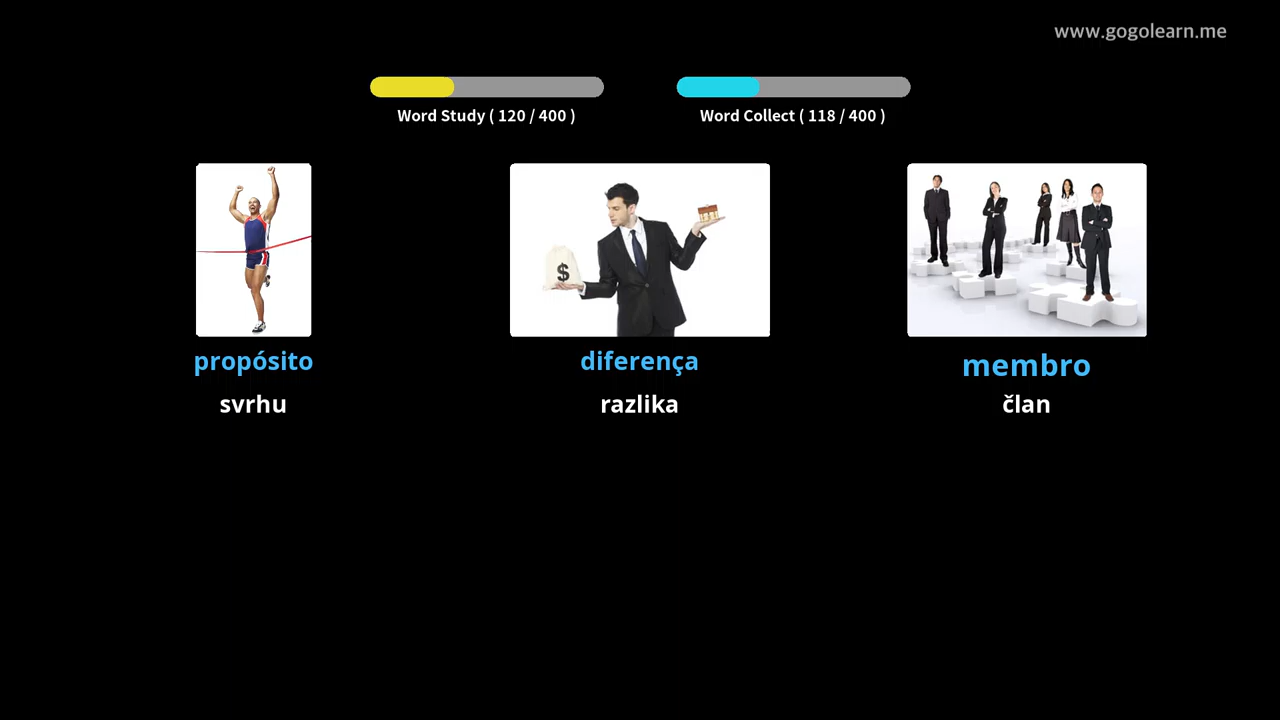 www.gogolearn.me
Word Study ( 120 / 400 )
Word Collect ( 118 / 400 )
$
propósito
diferença
membro
svrhu
razlika
član